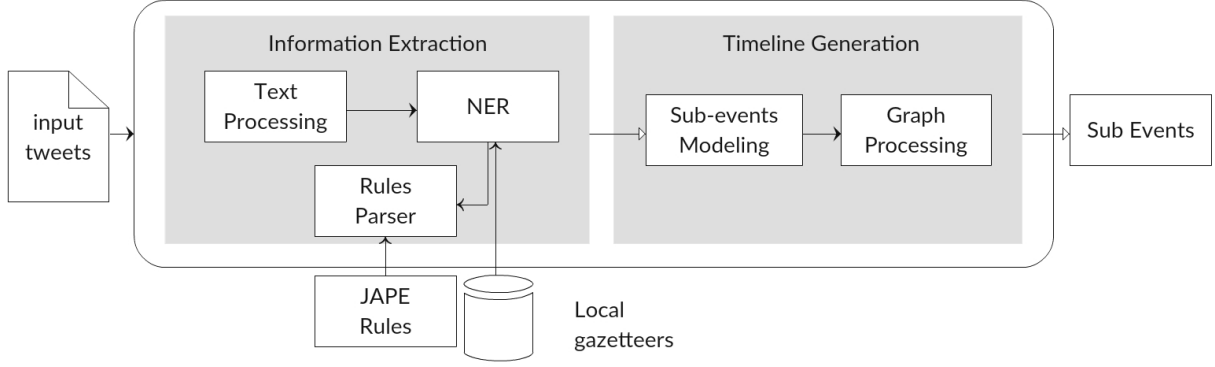 Information Extraction
Timeline Generation
input
tweets
Text
Processing
NER
Rules
Parser
Sub-events
Modeling
Graph
Processing
Sub Events
JAPE
Rules
Local
gazetteers